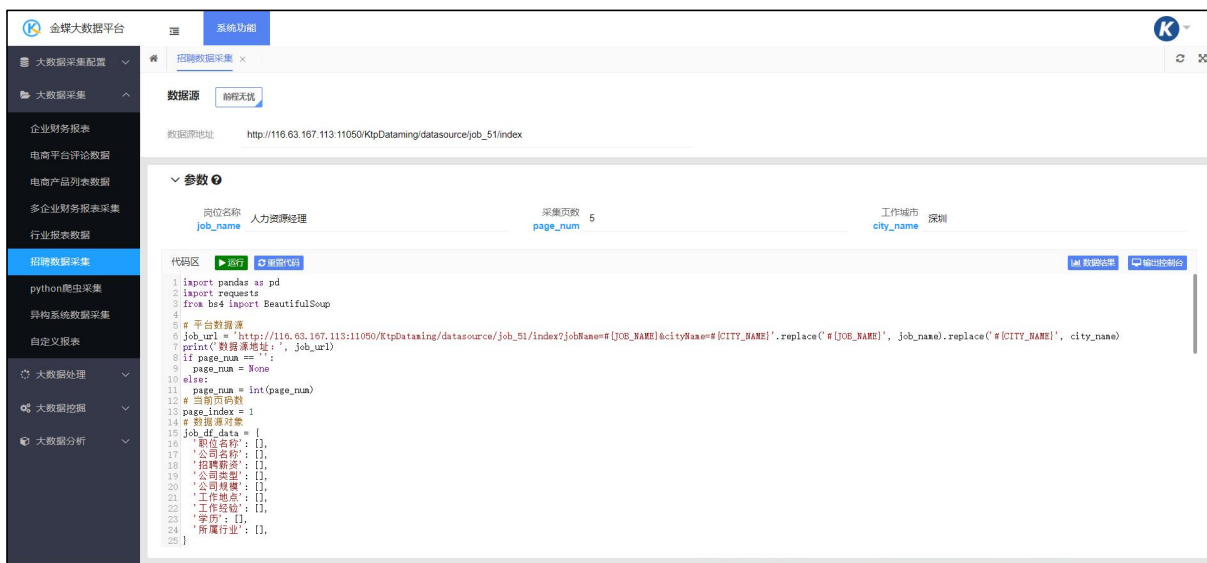 金蝶大数据平台
系统功能
大数据采集配置
招聘数据采集 ×
大数据采集
数据源 前程无忧
企业财务报表
数据源地址 http://116.63.167.113:11050/KtpDataming/datasource/job_51/index
电商平台评论数据
电商产品列表数据
参数
多企业财务报表采集
岗位名称 人力资源经理 采集页数 5 工作城市 深圳
job_name page_num city_name
行业报表数据
招聘数据采集
代码区 运行 重置代码 数据结果 输出控制台
python爬虫采集
异构系统数据采集
自定义报表
大数据处理
大数据挖掘
大数据分析
1 import pandas as pd
2 import requests
3 from bs4 import BeautifulSoup
4
5 # 平台数据源
6 job_url = 'http://116.63.167.113:11050/KtpDataming/datasource/job_51/index?jobName=#{JOB_NAME}&cityName=#{CITY_NAME}'.replace('#{JOB_NAME}', job_name).replace('#{CITY_NAME}', city_name)
7 print('数据源地址：', job_url)
8 if page_num == '':
9 page_num = None
10 else:
11 page_num = int(page_num)
12 # 当前页码数
13 page_index = 1
14 # 数据源对象
15 job_df_data = {
16 '职位名称': [],
17 '公司名称': [],
18 '招聘薪资': [],
19 '公司类型': [],
20 '公司规模': [],
21 '工作地点': [],
22 '工作经验': [],
23 '学历': [],
24 '所属行业': [],
25 }